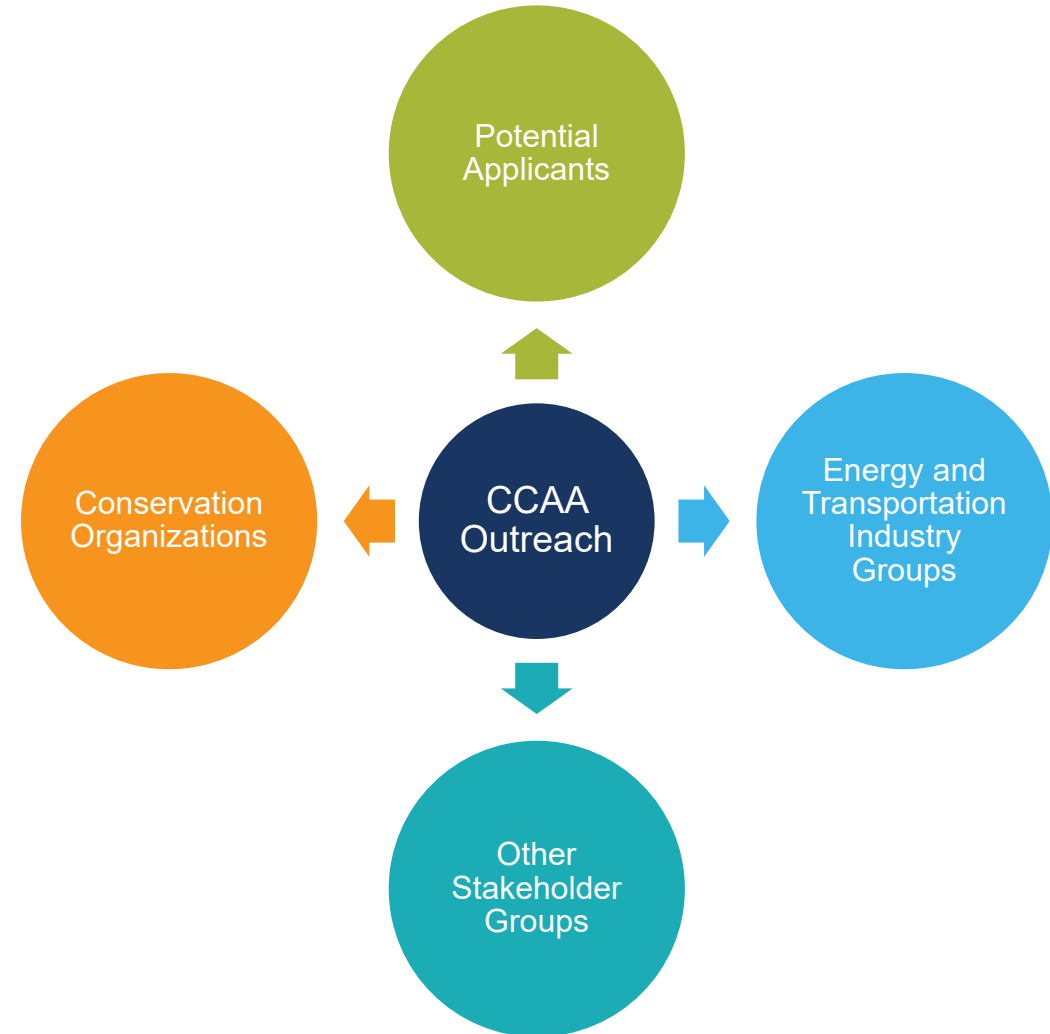 Potential
Applicants
Conservation
Organizations
CCAA
Outreach
Energy and
Transportation
Industry
Groups
Other
Stakeholder
Groups